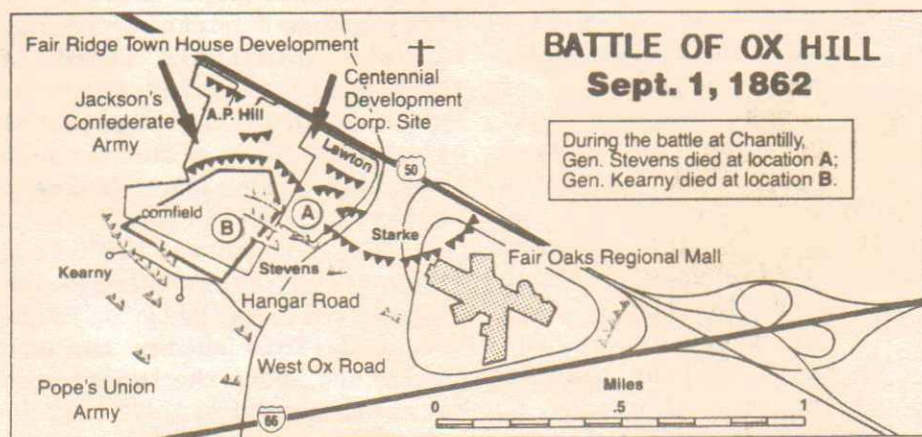 BATTLE OF OX HILL
Sept. 1, 1862
During the battle at Chantilly,
Gen. Stevens died at location A;
Gen. Kearny died at location B.
Fair Ridge Town House Development
Jackson's
Confederate
Army
A.P. Hill
Centennial
Development
Corp. Site
Lawton
50
cornfield
B
A
Starke
Kearny
Stevens
Fair Oaks Regional Mall
Hangar Road
West Ox Road
Pope's Union
Army
66
Miles
0 .5 1